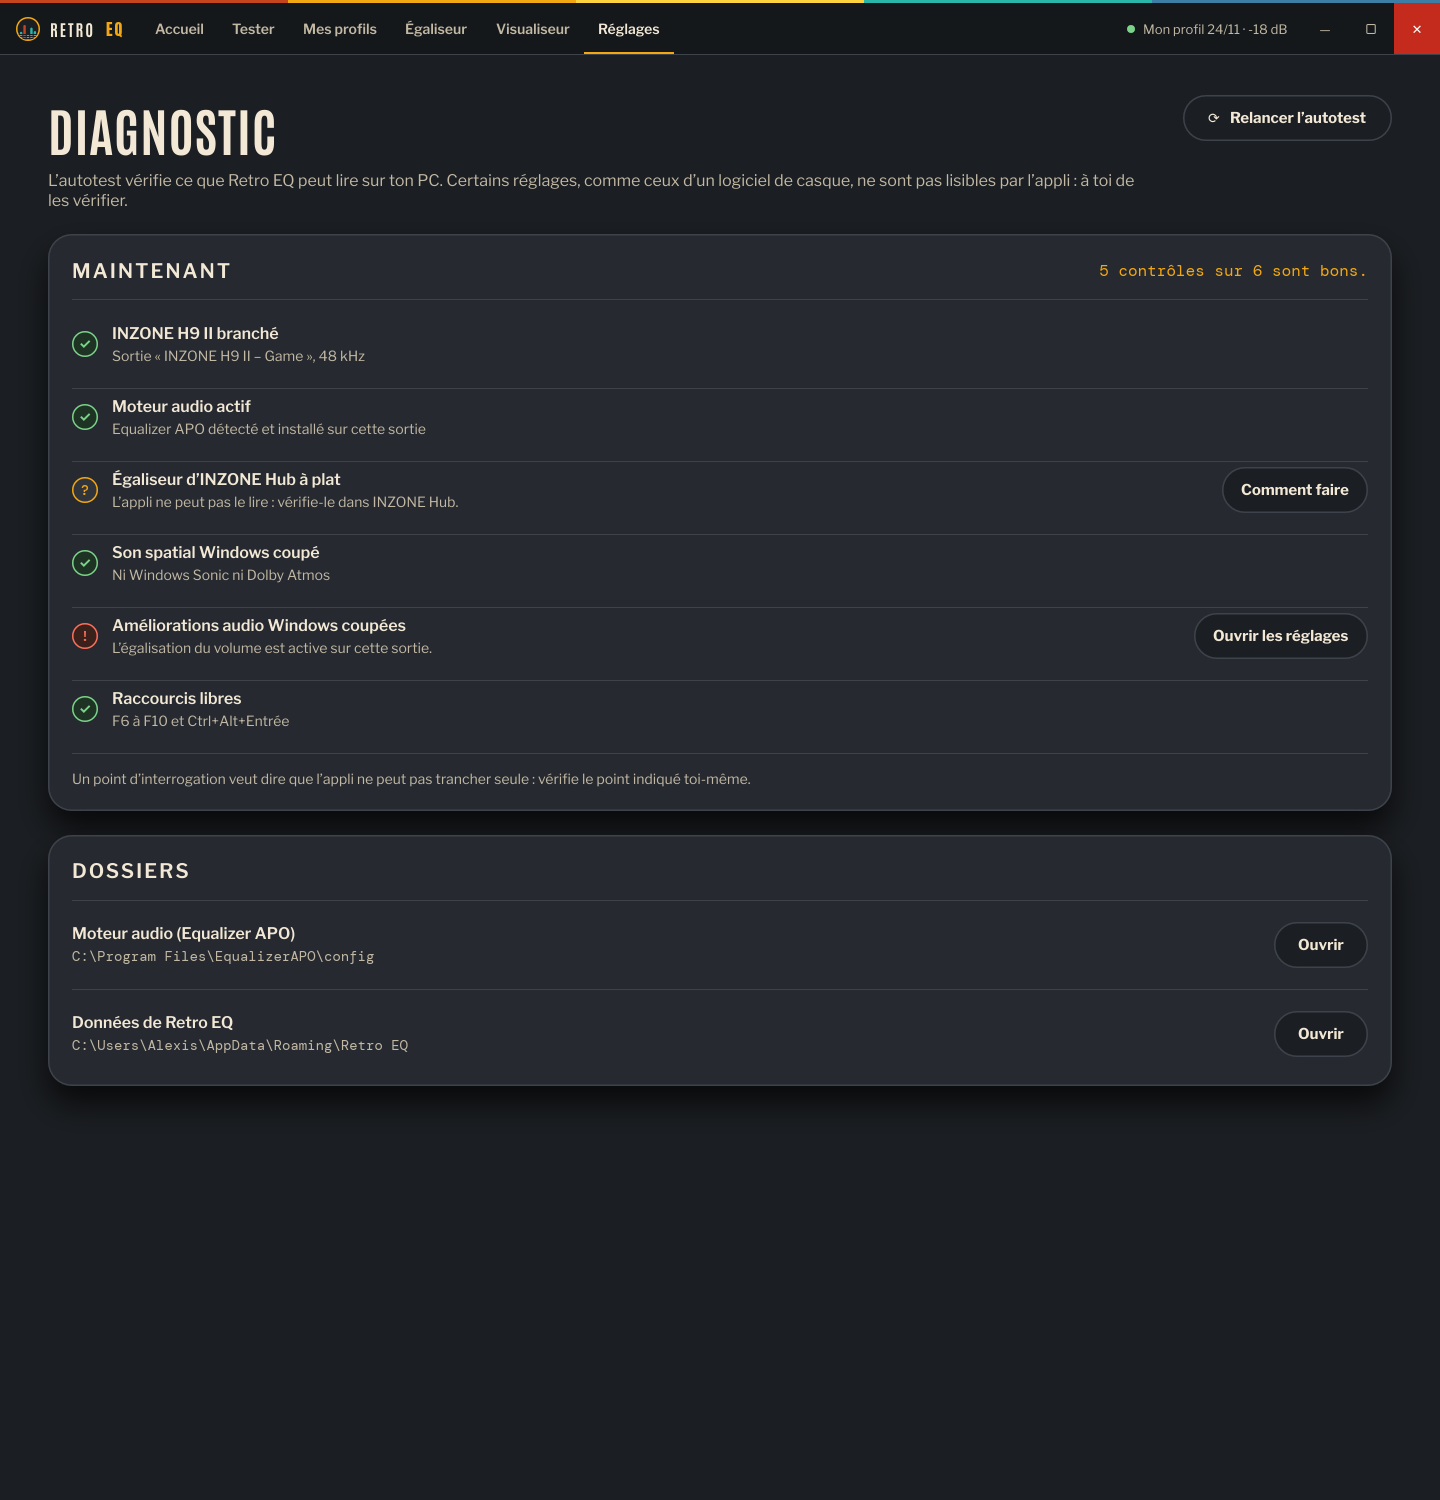 RETRO EQ
Accueil Tester Mes profils Égaliseur Visualiseur Réglages
Mon profil 24/11 · -18 dB
DIAGNOSTIC
Relancer l’autotest
L’autotest vérifie ce que Retro EQ peut lire sur ton PC. Certains réglages, comme ceux d’un logiciel de casque, ne sont pas lisibles par l’appli : à toi de
les vérifier.
MAINTENANT
5 contrôles sur 6 sont bons.
INZONE H9 II branché
Sortie « INZONE H9 II – Game », 48 kHz
Moteur audio actif
Equalizer APO détecté et installé sur cette sortie
?
Égaliseur d’INZONE Hub à plat
L’appli ne peut pas le lire : vérifie-le dans INZONE Hub.
Comment faire
Son spatial Windows coupé
Ni Windows Sonic ni Dolby Atmos
!
Améliorations audio Windows coupées
L’égalisation du volume est active sur cette sortie.
Ouvrir les réglages
Raccourcis libres
F6 à F10 et Ctrl+Alt+Entrée
Un point d’interrogation veut dire que l’appli ne peut pas trancher seule : vérifie le point indiqué toi-même.
DOSSIERS
Moteur audio (Equalizer APO)
C:\Program Files\EqualizerAPO\config
Ouvrir
Données de Retro EQ
C:\Users\Alexis\AppData\Roaming\Retro EQ
Ouvrir